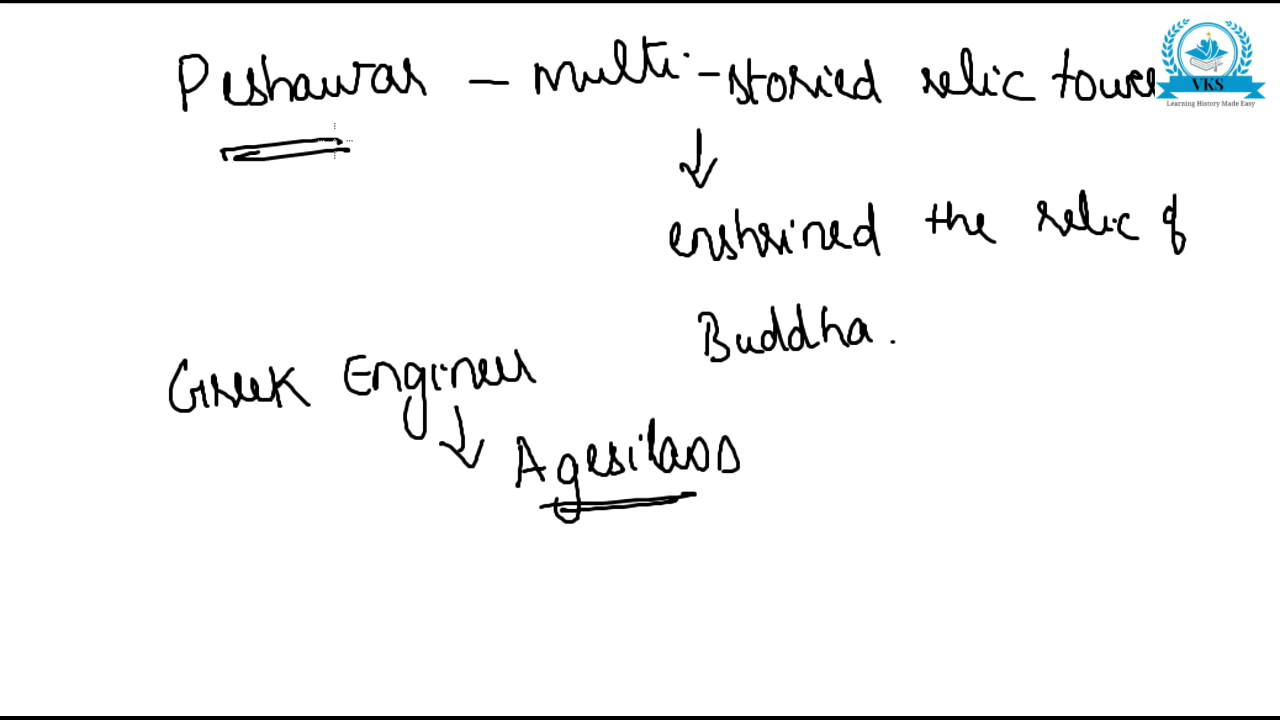 Peshawar – multi-storied relic tower
VKS
Learning History Made Easy
↓
enshrined the relic of
Buddha.
Greek Engineer
↓
Agesilaos